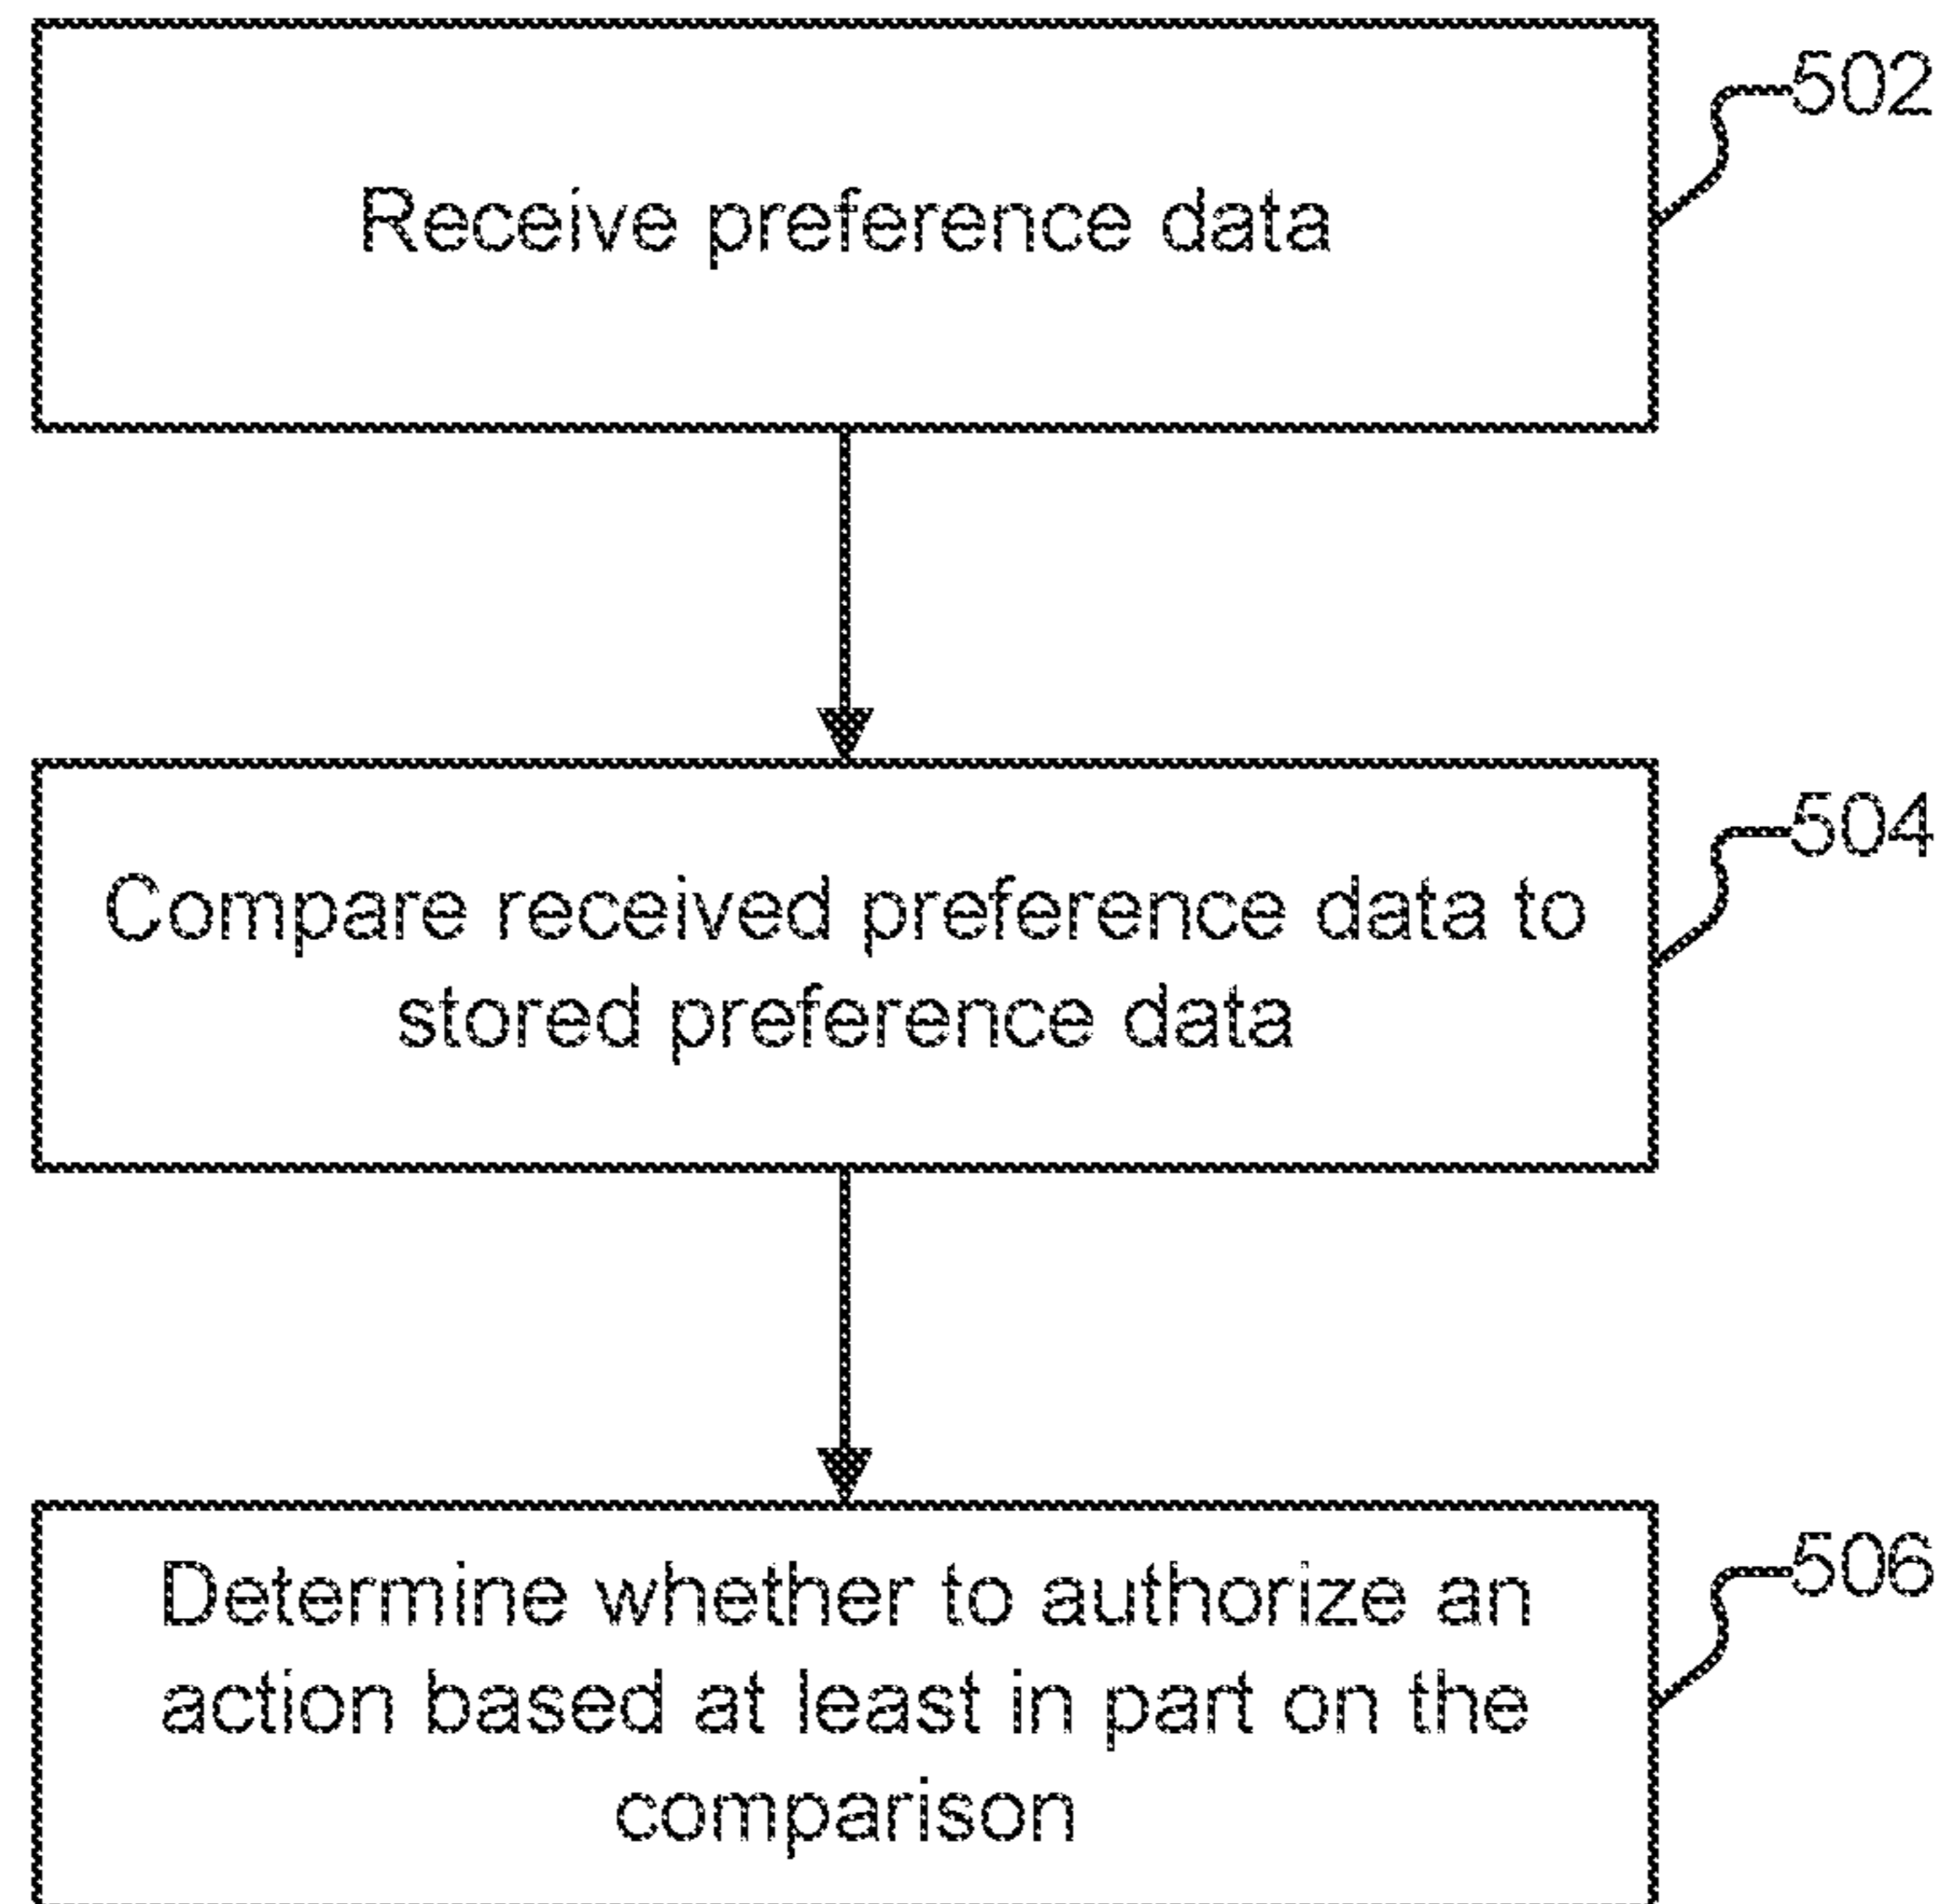 502
Receive preference data
504
Compare received preference data to
stored preference data
506
Determine whether to authorize an
action based at least in part on the
comparison